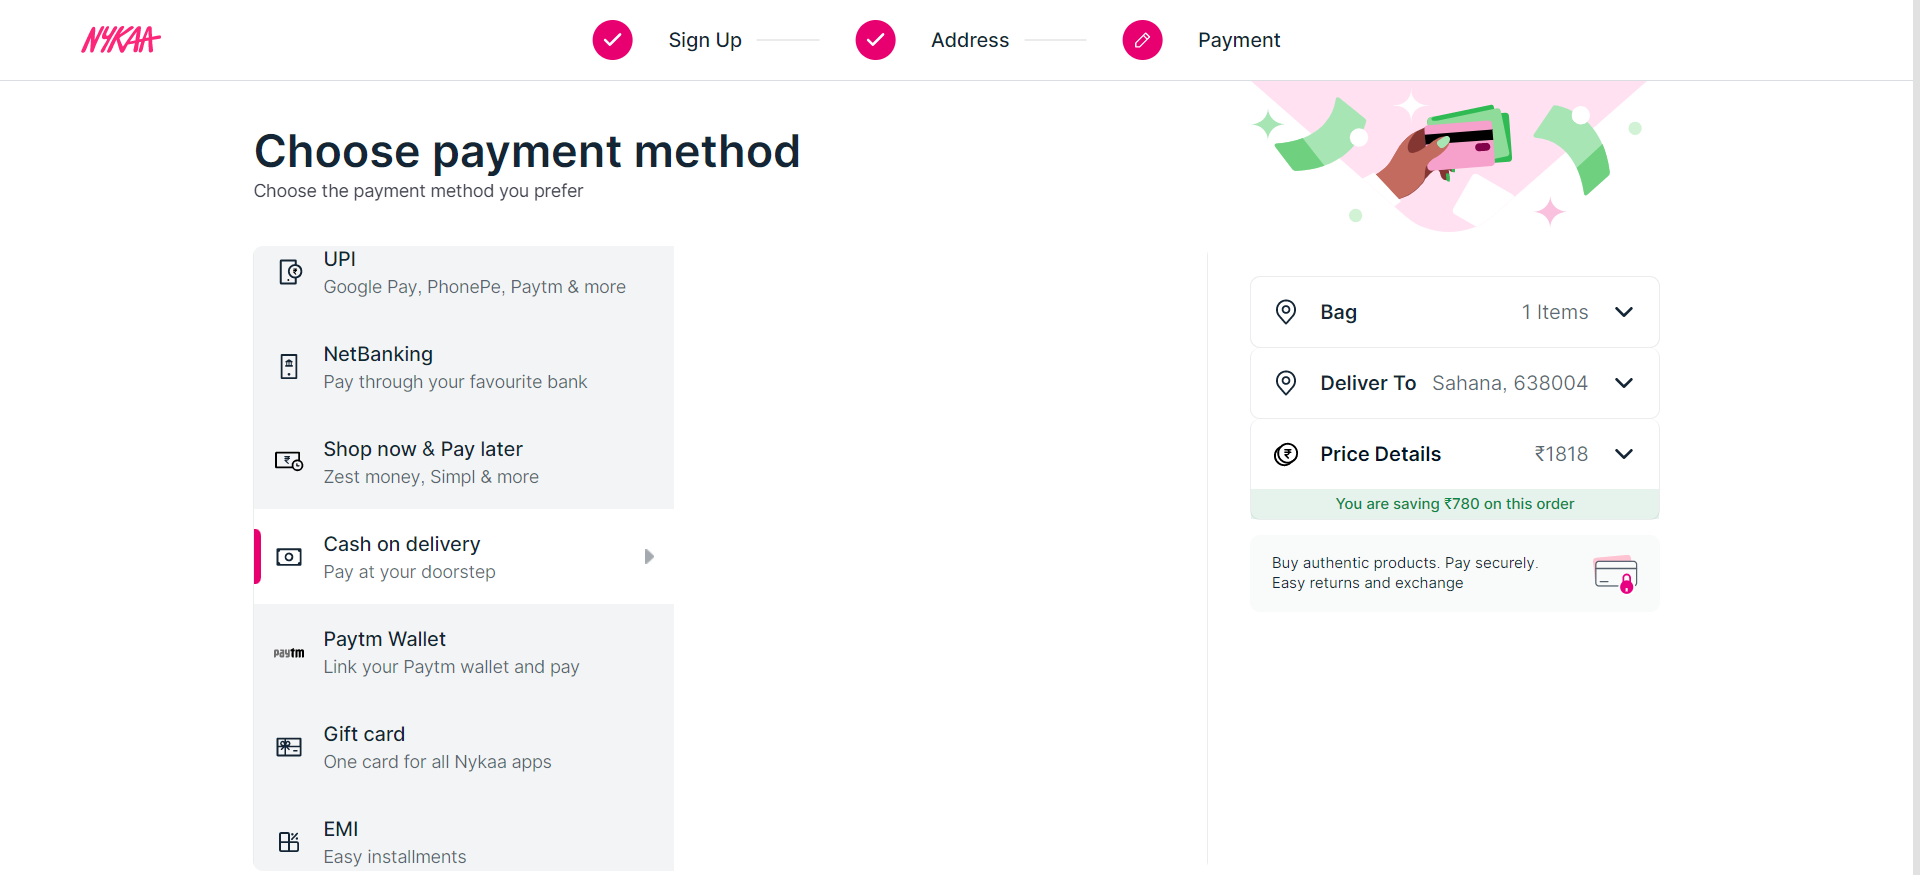 NYKAA
Sign Up
Address
Payment
Choose payment method
Choose the payment method you prefer
UPI
Google Pay, PhonePe, Paytm & more
NetBanking
Pay through your favourite bank
Shop now & Pay later
Zest money, Simpl & more
Cash on delivery
Pay at your doorstep
paytm
Paytm Wallet
Link your Paytm wallet and pay
Gift card
One card for all Nykaa apps
EMI
Easy installments
Bag 1 Items
Deliver To Sahana, 638004
Price Details ₹1818
You are saving ₹780 on this order
Buy authentic products. Pay securely.
Easy returns and exchange